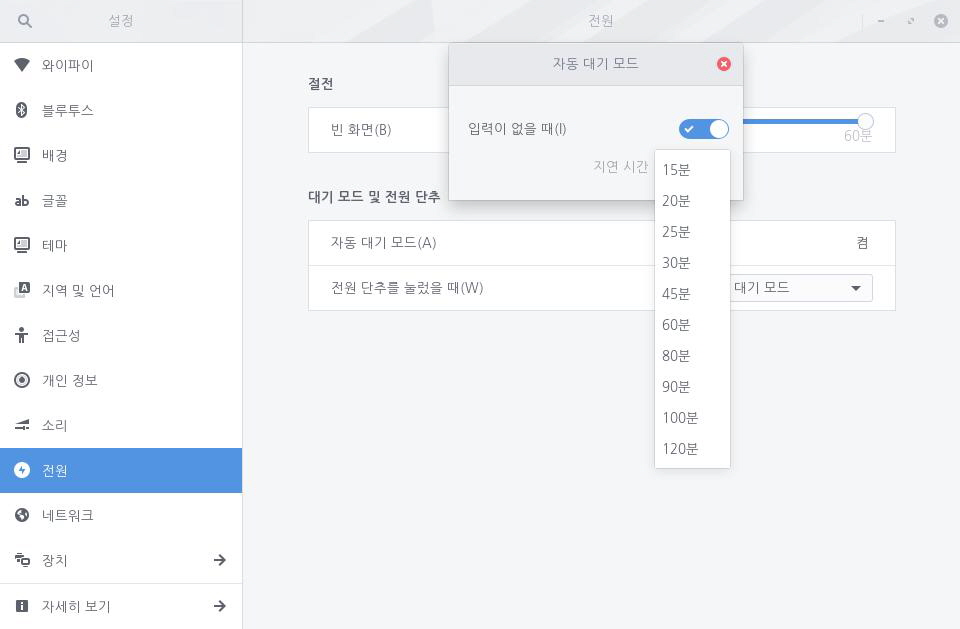 설정
전원
와이파이
블루투스
배경
글꼴
테마
지역 및 언어
접근성
개인 정보
소리
전원
네트워크
장치
자세히 보기
절전
빈 화면(B)
60분
대기 모드 및 전원 단추
자동 대기 모드(A)
켬
전원 단추를 눌렀을 때(W)
대기 모드
자동 대기 모드
입력이 없을 때(I)
지연 시간
15분
20분
25분
30분
45분
60분
80분
90분
100분
120분